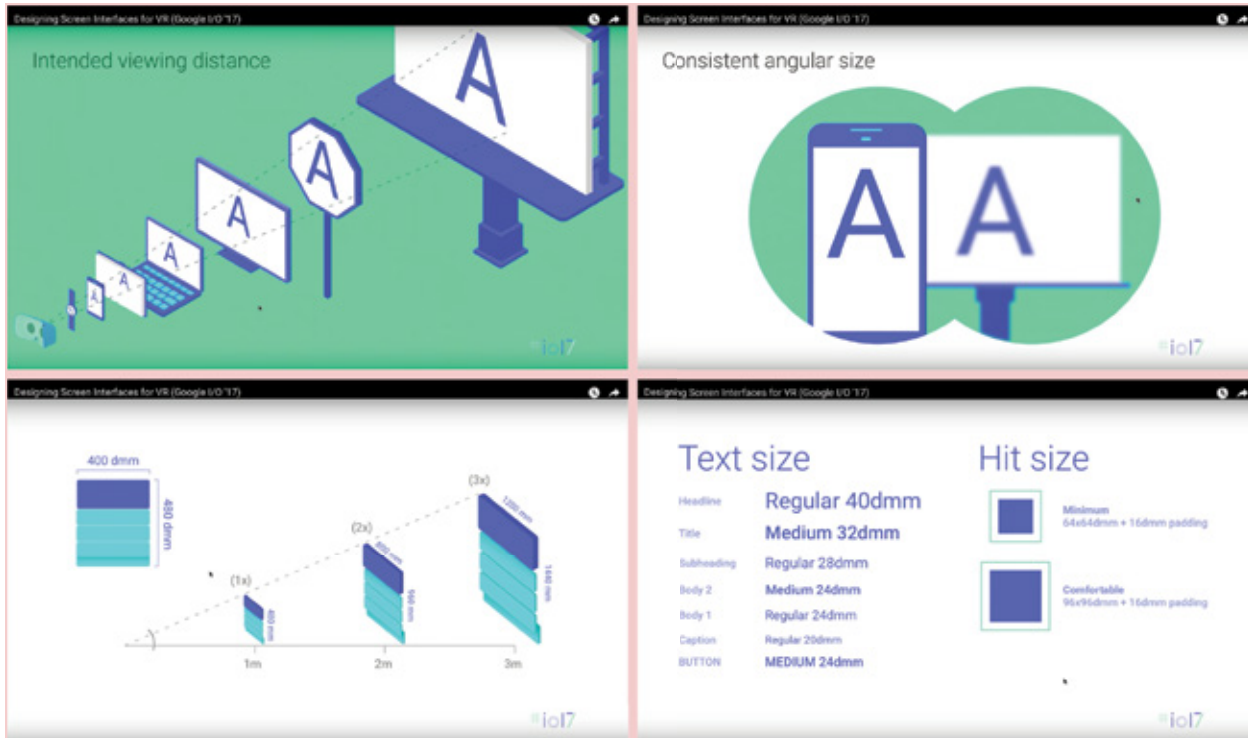 Designing Screen Interfaces for VR (Google I/O '17)
Intended viewing distance
A
A
A
A
A
A
#io17
Designing Screen Interfaces for VR (Google I/O '17)
Consistent angular size
A
A
#io17
Designing Screen Interfaces for VR (Google I/O '17)
400 dmm
480 dmm
(1x)
480 mm
(2x)
800 mm
960 mm
(3x)
1200 mm
1440 mm
1m
2m
3m
#io17
Designing Screen Interfaces for VR (Google I/O '17)
Text size
Headline Regular 40dmm
Title Medium 32dmm
Subheading Regular 28dmm
Body 2 Medium 24dmm
Body 1 Regular 24dmm
Caption Regular 20dmm
BUTTON MEDIUM 24dmm
Hit size
Minimum
64x64dmm + 16dmm padding
Comfortable
96x96dmm + 16dmm padding
#io17